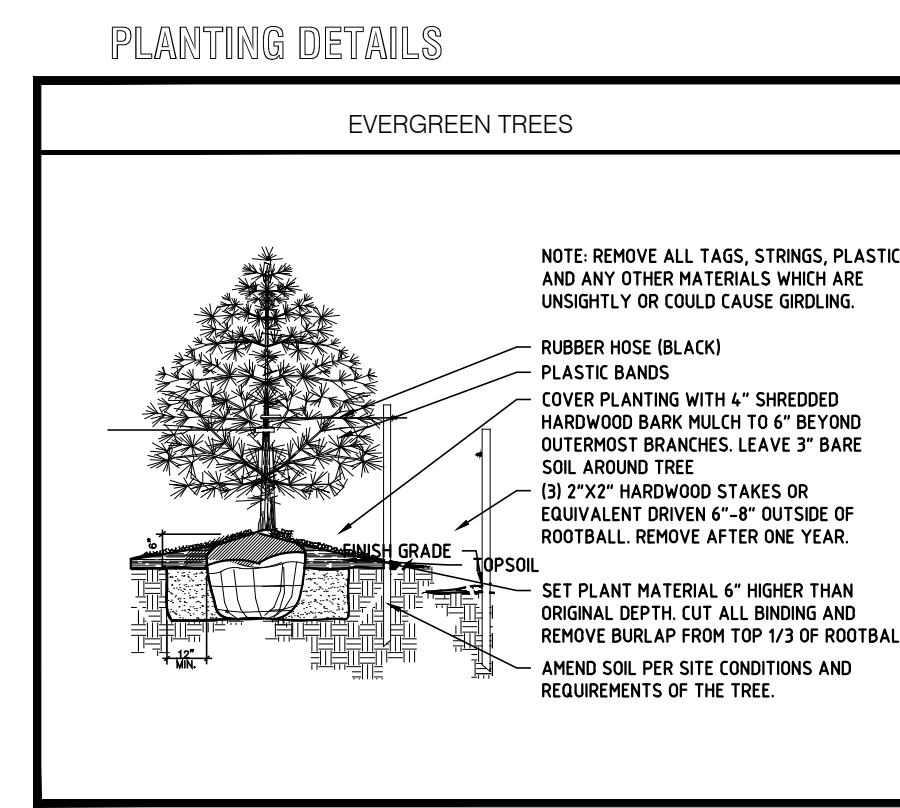 PLANTING DETAILS
EVERGREEN TREES
NOTE: REMOVE ALL TAGS, STRINGS, PLASTIC
AND ANY OTHER MATERIALS WHICH ARE
UNSIGHTLY OR COULD CAUSE GIRDLING.
RUBBER HOSE (BLACK)
PLASTIC BANDS
COVER PLANTING WITH 4" SHREDDED
HARDWOOD BARK MULCH TO 6" BEYOND
OUTERMOST BRANCHES. LEAVE 3" BARE
SOIL AROUND TREE
(3) 2"X2" HARDWOOD STAKES OR
EQUIVALENT DRIVEN 6"-8" OUTSIDE OF
ROOTBALL. REMOVE AFTER ONE YEAR.
6"
FINISH GRADE
TOPSOIL
SET PLANT MATERIAL 6" HIGHER THAN
ORIGINAL DEPTH. CUT ALL BINDING AND
REMOVE BURLAP FROM TOP 1/3 OF ROOTBAL
12"
MIN.
AMEND SOIL PER SITE CONDITIONS AND
REQUIREMENTS OF THE TREE.